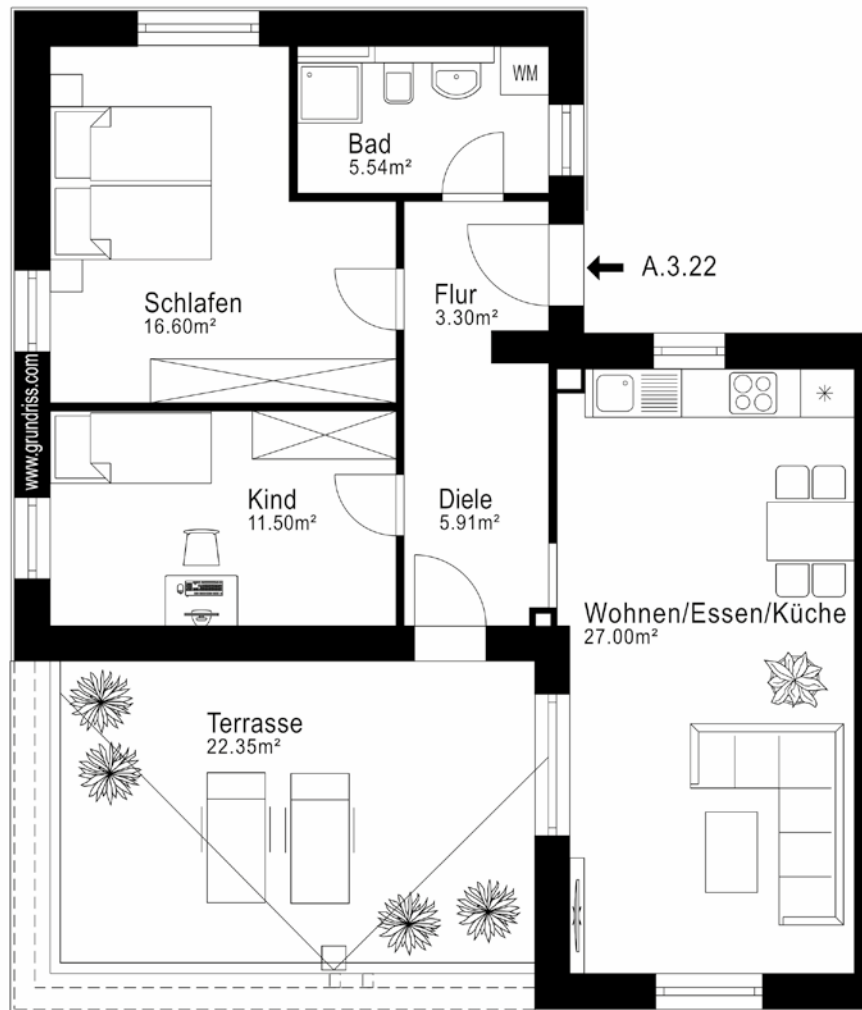 WM
Bad
5.54m²
A.3.22
Schlafen
16.60m²
Flur
3.30m²
www.grundriss.com
Kind
11.50m²
Diele
5.91m²
Wohnen/Essen/Küche
27.00m²
Terrasse
22.35m²